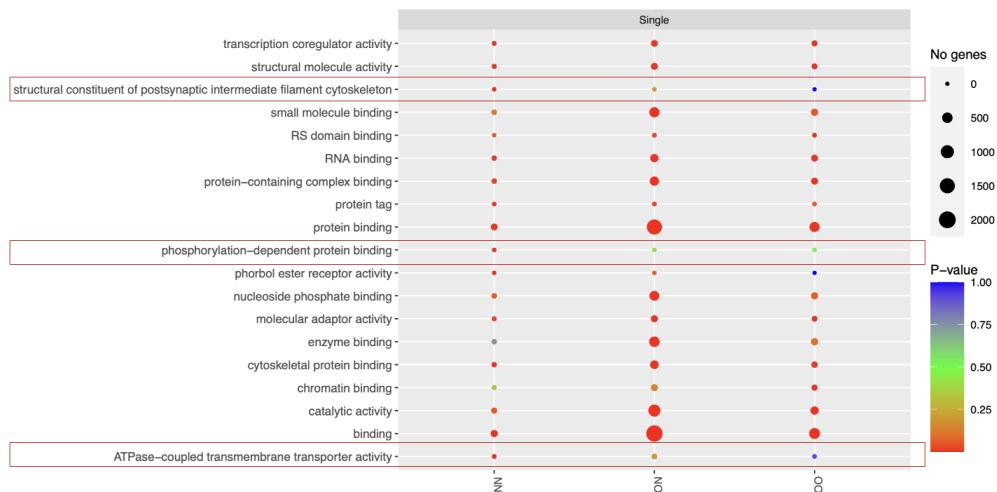 Single
transcription coregulator activity
structural molecule activity
structural constituent of postsynaptic intermediate filament cytoskeleton
small molecule binding
RS domain binding
RNA binding
protein−containing complex binding
protein tag
protein binding
phosphorylation−dependent protein binding
phorbol ester receptor activity
nucleoside phosphate binding
molecular adaptor activity
enzyme binding
cytoskeletal protein binding
chromatin binding
catalytic activity
binding
ATPase−coupled transmembrane transporter activity
NN
No genes
0
500
1000
1500
2000
P−value
1.00
0.75
0.50
0.25